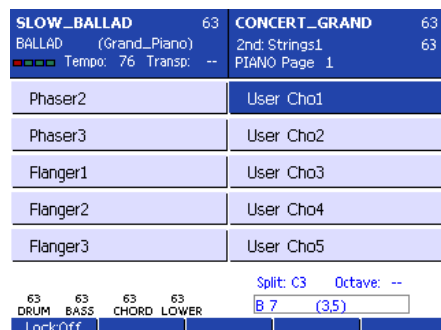 SLOW_BALLAD 63 CONCERT_GRAND 63
BALLAD (Grand_Piano) 2nd: Strings1 63
Tempo: 76 Transp: -- PIANO Page 1
Phaser2 User Cho1
Phaser3 User Cho2
Flanger1 User Cho3
Flanger2 User Cho4
Flanger3 User Cho5
Split: C3 Octave: --
63 63 63 63
B 7 (3,5)
DRUM BASS CHORD LOWER
Lock:Off